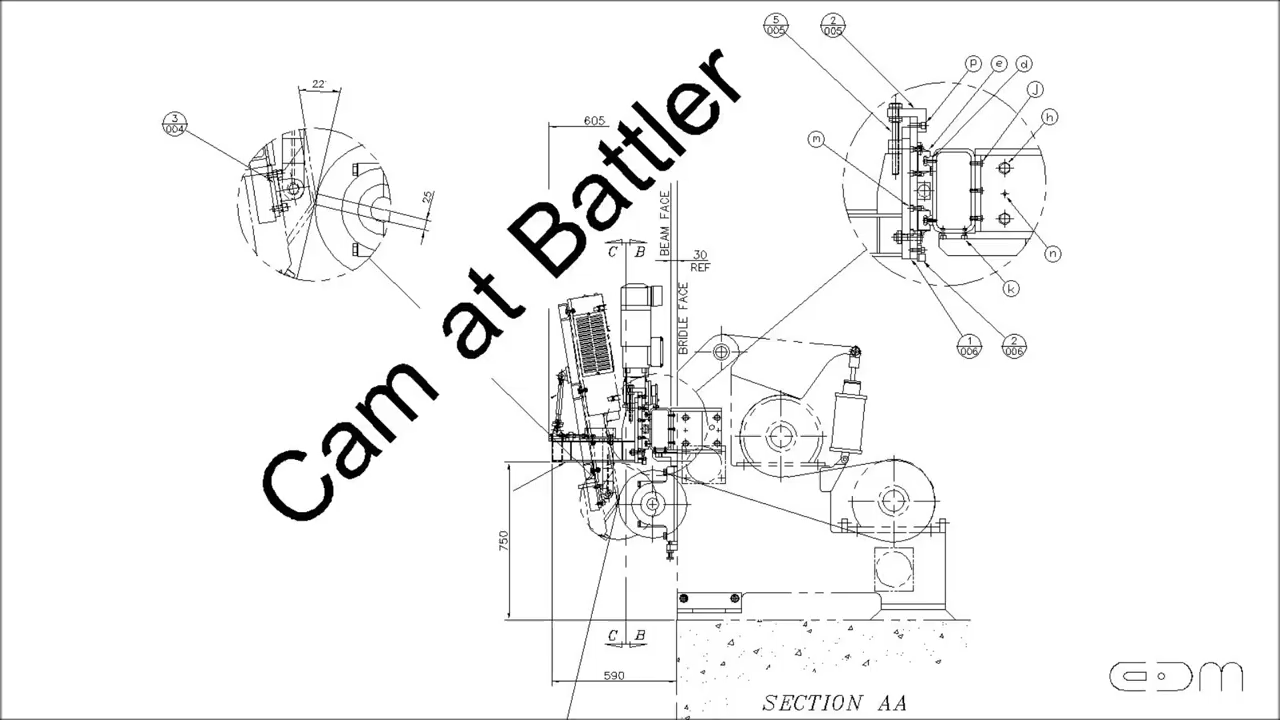 5
005
2
005
P
e
d
J
h
m
n
k
1
006
2
006
3
004
22
25
605
Cam at Battler
BEAM FACE
C B
30
REF
BRIDLE FACE
750
C B
590
SECTION AA
GDM